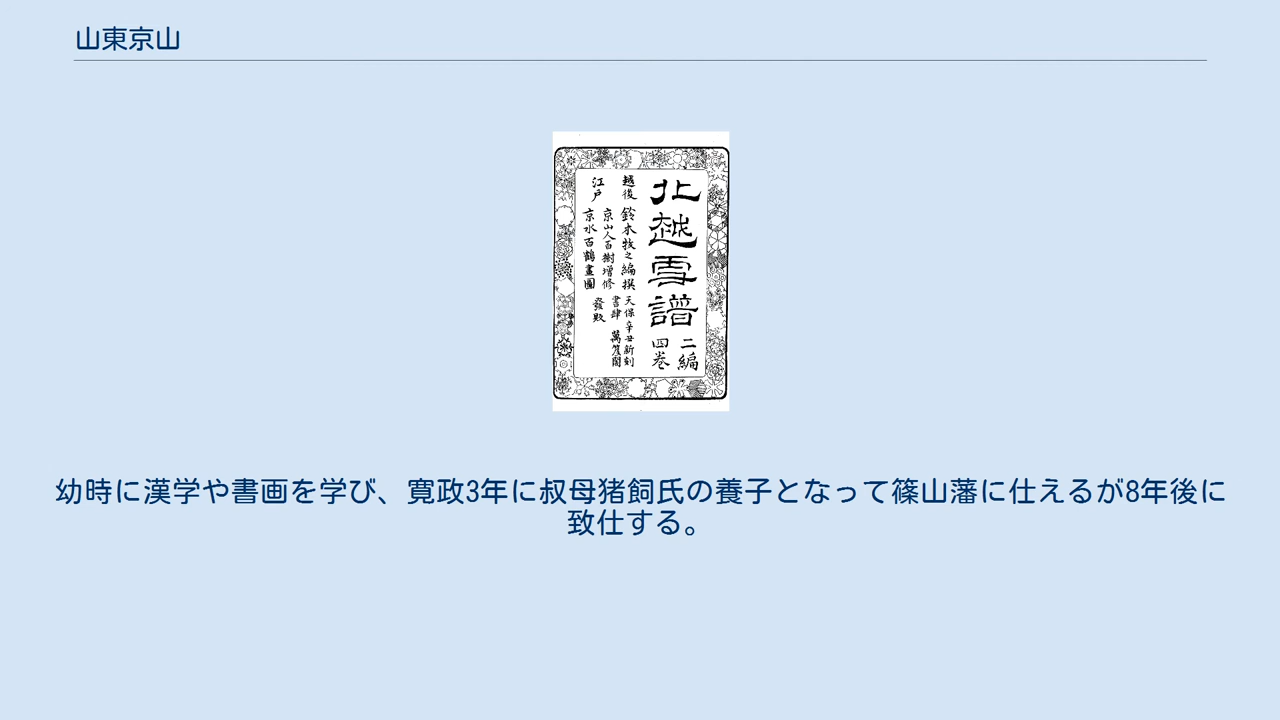 山東京山
北越雪譜
二編
四巻
越後 鈴木牧之編撰
京山人百樹増修
江戸 京水百鶴畫圖
天保辛丑新刻
書肆 萬笈閣
發販
幼時に漢学や書画を学び、寛政3年に叔母猪飼氏の養子となって篠山藩に仕えるが8年後に
致仕する。